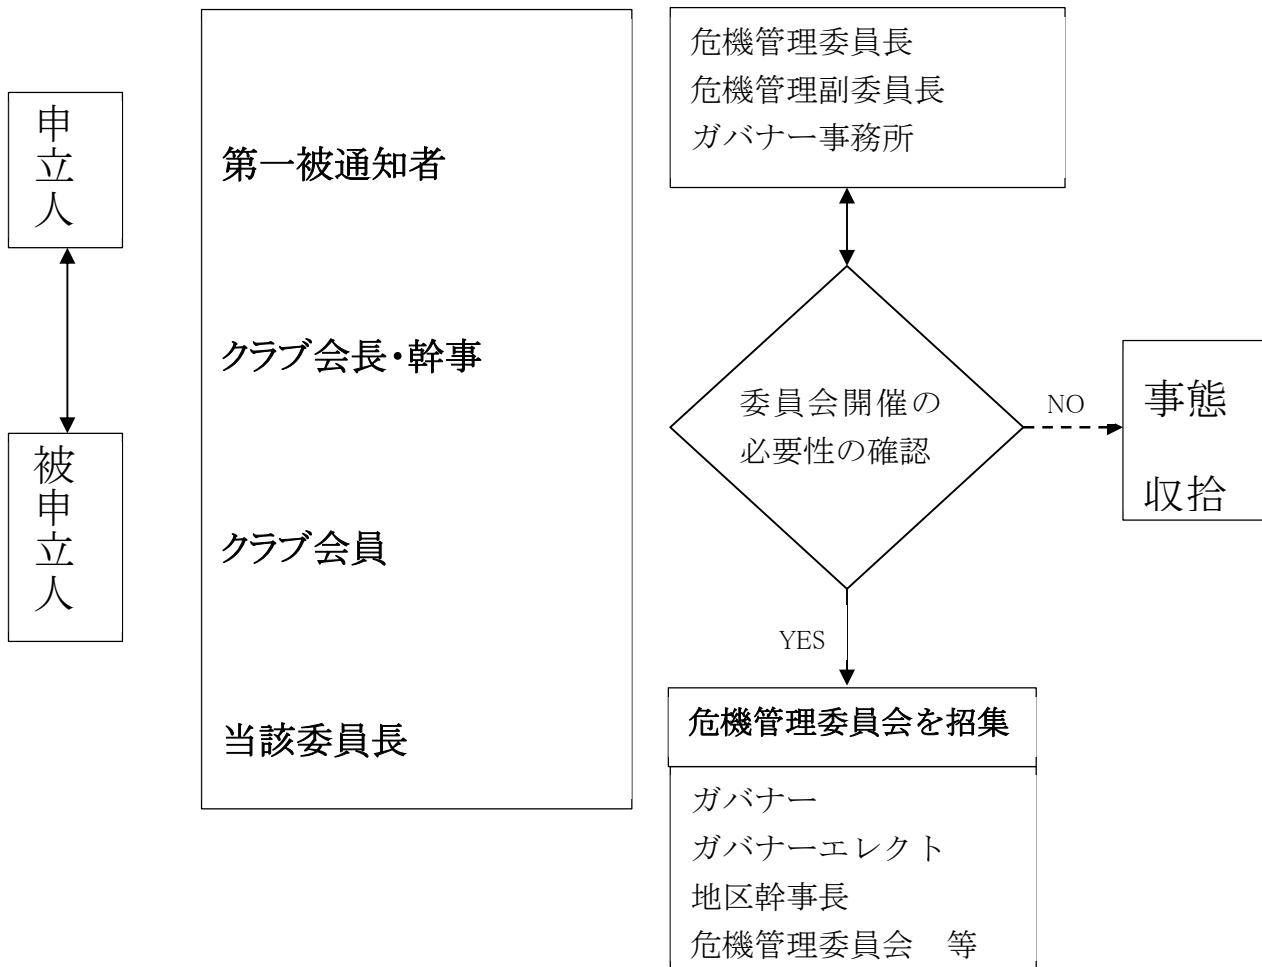 申立人
被申立人
第一被通知者
クラブ会長・幹事
クラブ会員
当該委員長
危機管理委員長
危機管理副委員長
ガバナー事務所
委員会開催の
必要性の確認
NO
事態
収拾
YES
危機管理委員会を招集
ガバナー
ガバナーエレクト
地区幹事長
危機管理委員会　等